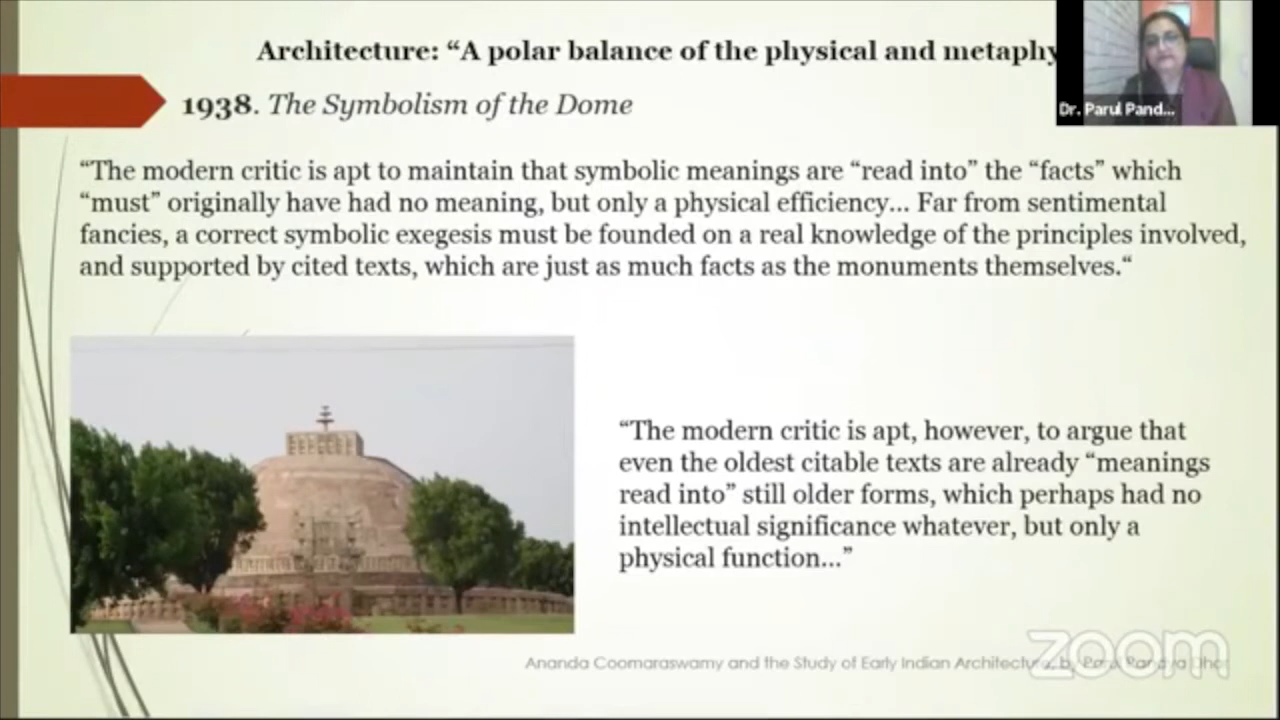 Architecture: “A polar balance of the physical and metaphy
1938. The Symbolism of the Dome
“The modern critic is apt to maintain that symbolic meanings are “read into” the “facts” which
“must” originally have had no meaning, but only a physical efficiency... Far from sentimental
fancies, a correct symbolic exegesis must be founded on a real knowledge of the principles involved,
and supported by cited texts, which are just as much facts as the monuments themselves.“
“The modern critic is apt, however, to argue that
even the oldest citable texts are already “meanings
read into” still older forms, which perhaps had no
intellectual significance whatever, but only a
physical function...”
Dr. Parul Pand...
Ananda Coomaraswamy and the Study of Early Indian Architecture, by Parul Pandya Dhar
zoom